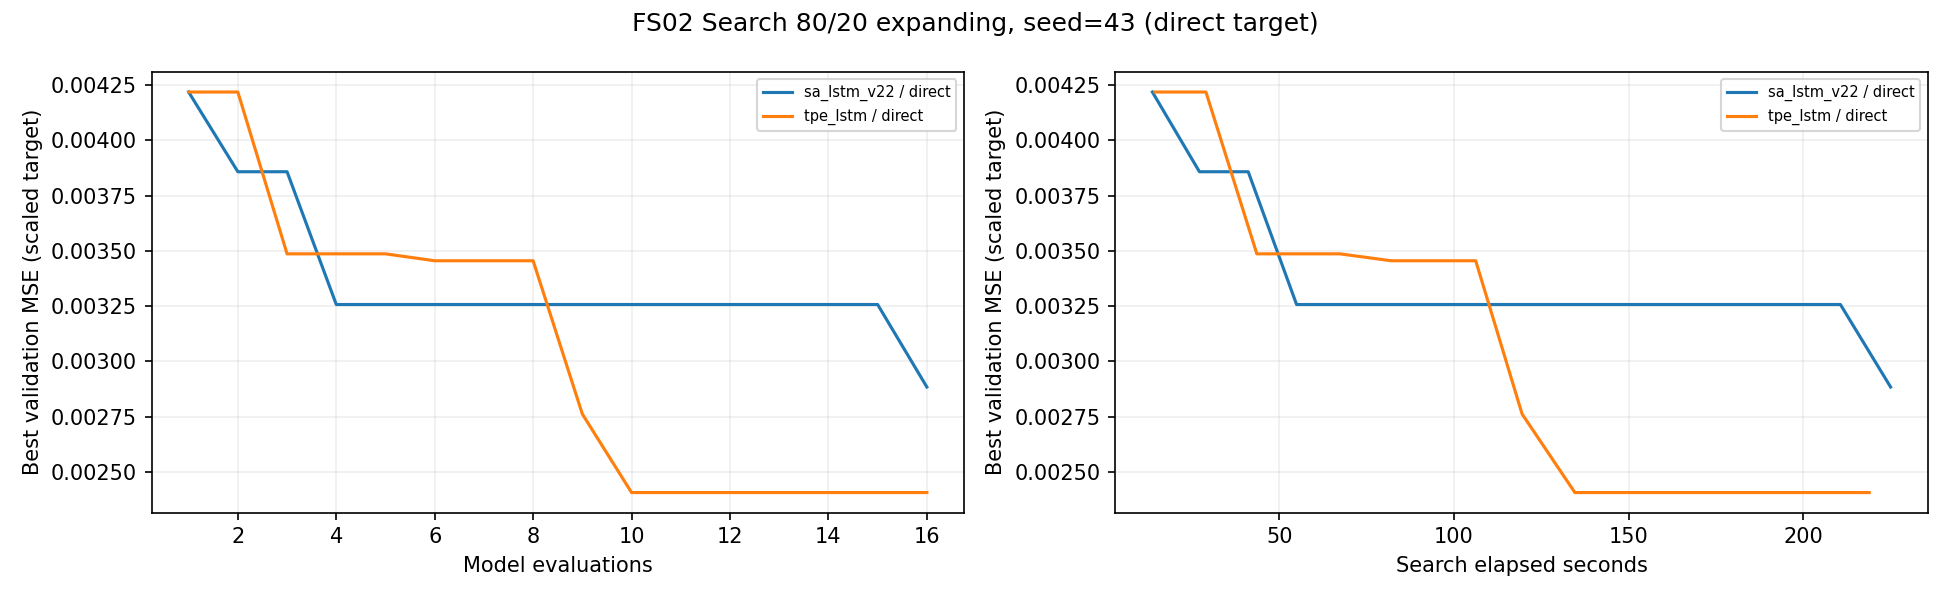 FS02 Search 80/20 expanding, seed=43 (direct target)
Best validation MSE (scaled target)
0.00425
0.00400
0.00375
0.00350
0.00325
0.00300
0.00275
0.00250
sa_lstm_v22 / direct
tpe_lstm / direct
2 4 6 8 10 12 14 16
Model evaluations
Best validation MSE (scaled target)
0.00425
0.00400
0.00375
0.00350
0.00325
0.00300
0.00275
0.00250
sa_lstm_v22 / direct
tpe_lstm / direct
50 100 150 200
Search elapsed seconds